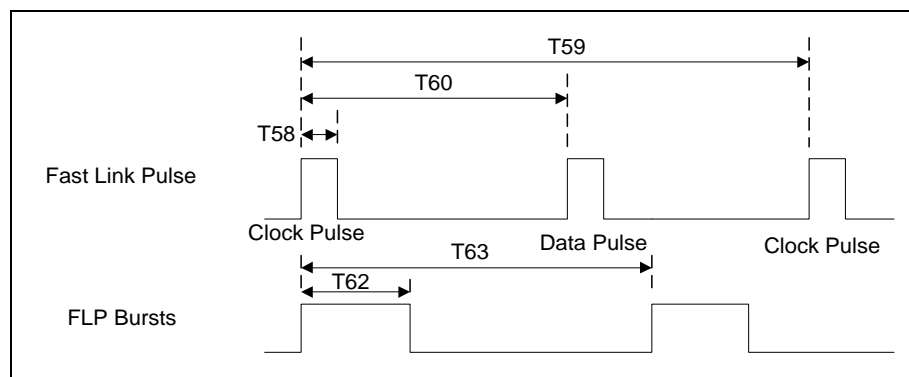 T59
T60
T58
Fast Link Pulse
Clock Pulse
Data Pulse
Clock Pulse
T63
T62
FLP Bursts